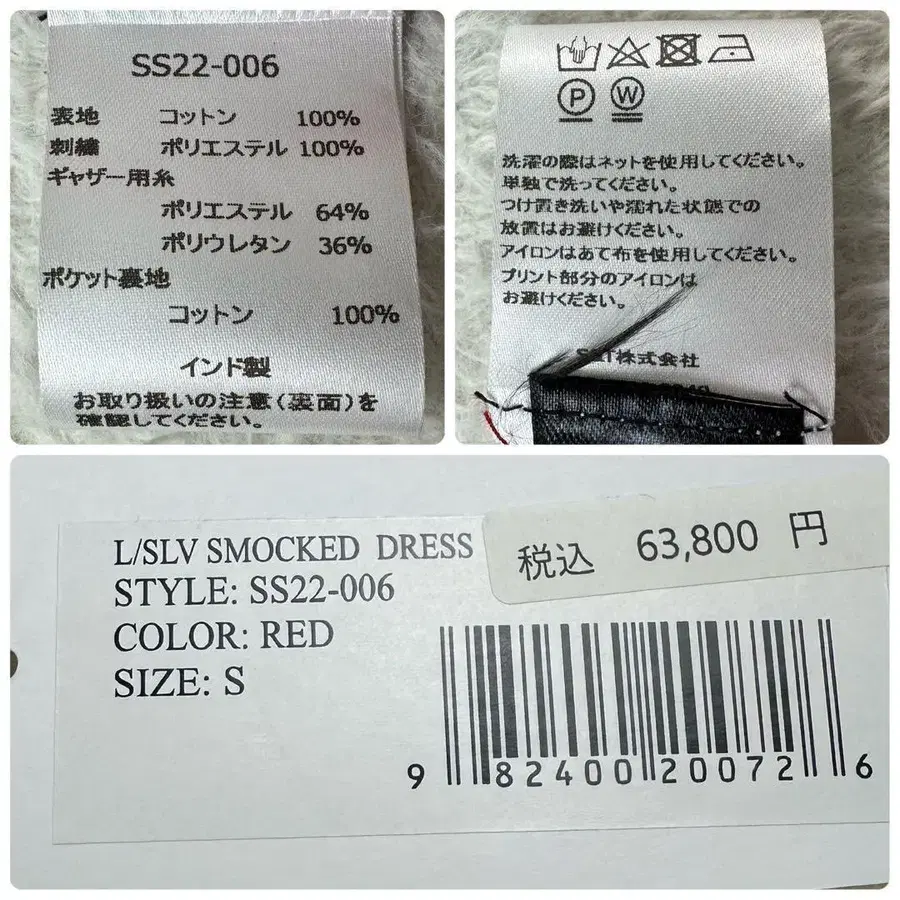 SS22-006
表地 コットン 100%
刺繍 ポリエステル 100%
ギャザー用糸
ポリエステル 64%
ポリウレタン 36%
ポケット裏地
コットン 100%
インド製
お取り扱いの注意(裏面)を
確認してください。
P W
洗濯の際はネットを使用してください。
単独で洗ってください。
つけ置き洗いや濡れた状態での
放置はお避けください。
アイロンはあて布を使用してください。
プリント部分のアイロンは
お避けください。
株式会社
L/SLV SMOCKED DRESS
STYLE: SS22-006
COLOR: RED
SIZE: S
税込 63,800 円
9 82400 20072 6